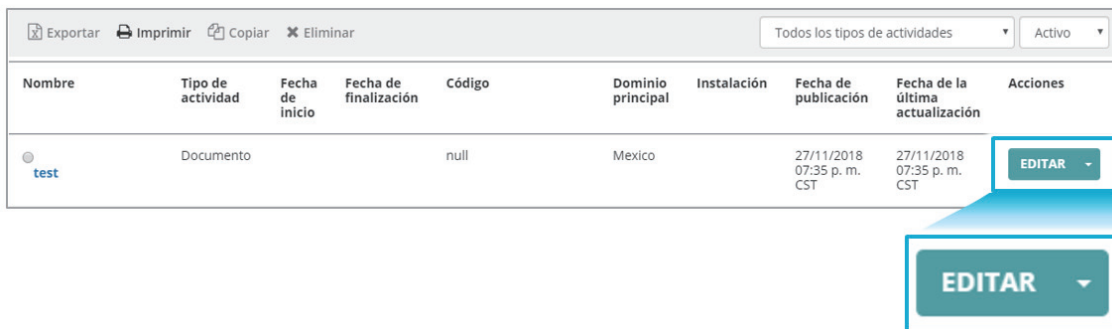 Exportar Imprimir Copiar Eliminar Todos los tipos de actividades Activo
Nombre Tipo de actividad Fecha de inicio Fecha de finalización Código Dominio principal Instalación Fecha de publicación Fecha de la última actualización Acciones
test Documento null Mexico 27/11/2018 07:35 p. m. CST 27/11/2018 07:35 p. m. CST EDITAR
EDITAR